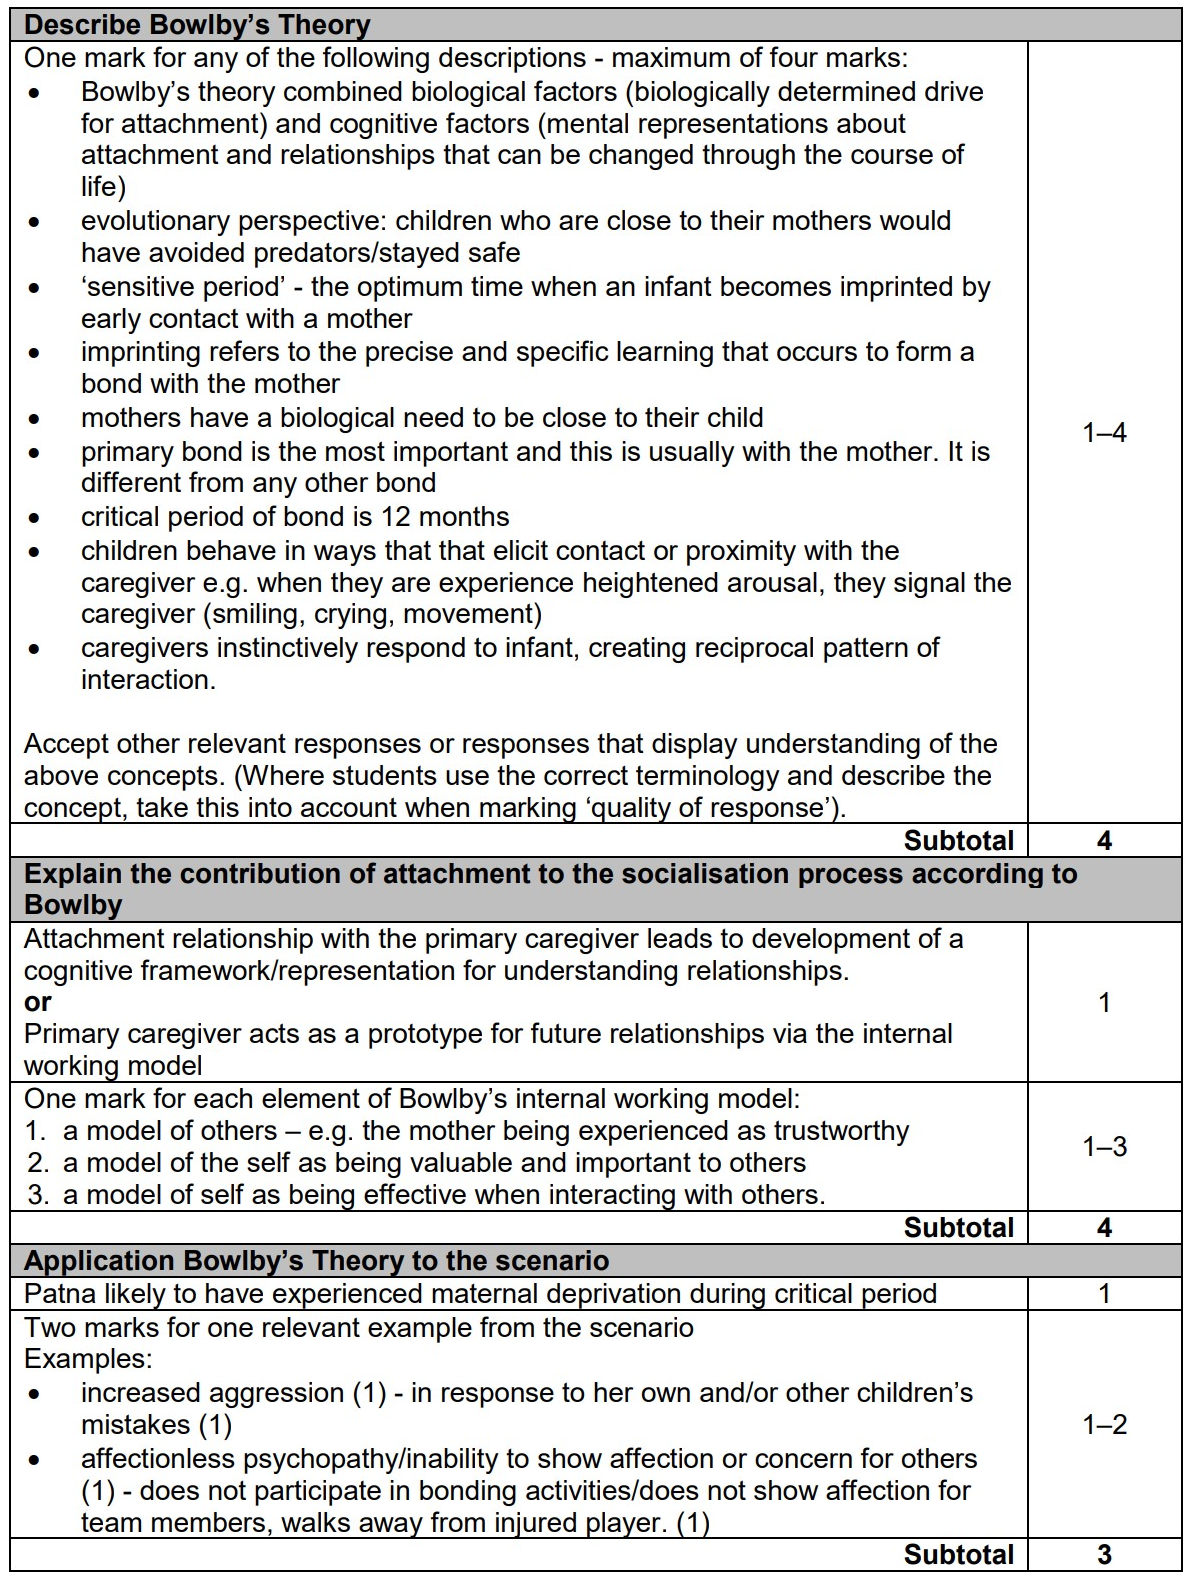 Describe Bowlby’s Theory
One mark for any of the following descriptions - maximum of four marks:
• Bowlby’s theory combined biological factors (biologically determined drive
for attachment) and cognitive factors (mental representations about
attachment and relationships that can be changed through the course of
life)
• evolutionary perspective: children who are close to their mothers would
have avoided predators/stayed safe
• ‘sensitive period’ - the optimum time when an infant becomes imprinted by
early contact with a mother
• imprinting refers to the precise and specific learning that occurs to form a
bond with the mother
• mothers have a biological need to be close to their child
• primary bond is the most important and this is usually with the mother. It is
different from any other bond
• critical period of bond is 12 months
• children behave in ways that that elicit contact or proximity with the
caregiver e.g. when they are experience heightened arousal, they signal the
caregiver (smiling, crying, movement)
• caregivers instinctively respond to infant, creating reciprocal pattern of
interaction.
Accept other relevant responses or responses that display understanding of the
above concepts. (Where students use the correct terminology and describe the
concept, take this into account when marking ‘quality of response’).
1–4
Subtotal 4
Explain the contribution of attachment to the socialisation process according to
Bowlby
Attachment relationship with the primary caregiver leads to development of a
cognitive framework/representation for understanding relationships.
or
Primary caregiver acts as a prototype for future relationships via the internal
working model
1
One mark for each element of Bowlby’s internal working model:
1. a model of others – e.g. the mother being experienced as trustworthy
2. a model of the self as being valuable and important to others
3. a model of self as being effective when interacting with others.
1–3
Subtotal 4
Application Bowlby’s Theory to the scenario
Patna likely to have experienced maternal deprivation during critical period 1
Two marks for one relevant example from the scenario
Examples:
• increased aggression (1) - in response to her own and/or other children’s
mistakes (1)
• affectionless psychopathy/inability to show affection or concern for others
(1) - does not participate in bonding activities/does not show affection for
team members, walks away from injured player. (1)
1–2
Subtotal 3